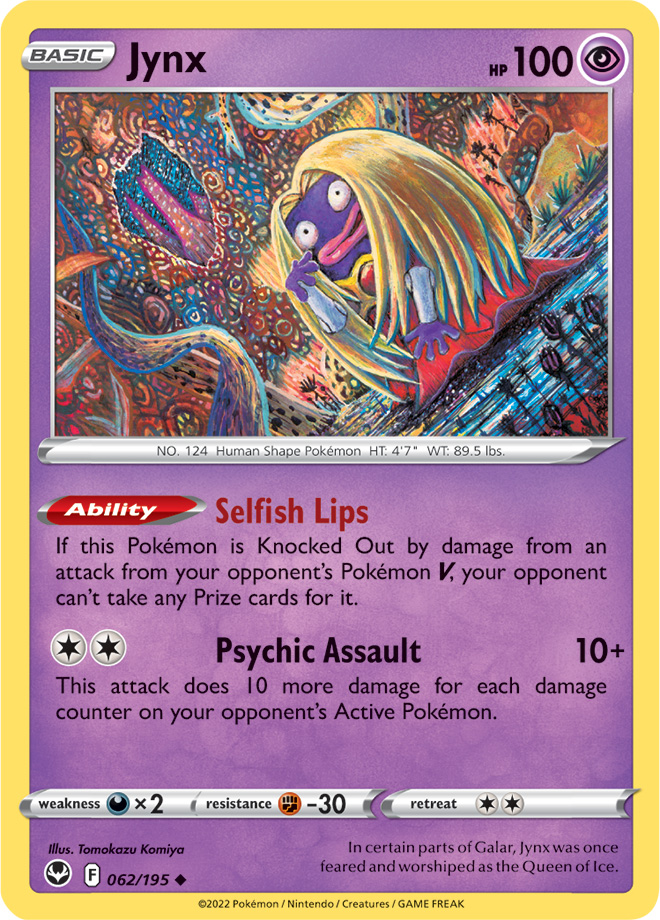 BASIC Jynx HP 100
NO. 124 Human Shape Pokémon HT: 4'7" WT: 89.5 lbs.
Ability Selfish Lips
If this Pokémon is Knocked Out by damage from an
attack from your opponent's Pokémon V, your opponent
can't take any Prize cards for it.
Psychic Assault 10+
This attack does 10 more damage for each damage
counter on your opponent's Active Pokémon.
weakness ×2 resistance -30 retreat
Illus. Tomokazu Komiya
In certain parts of Galar, Jynx was once
feared and worshiped as the Queen of Ice.
F 062/195
©2022 Pokémon / Nintendo / Creatures / GAME FREAK